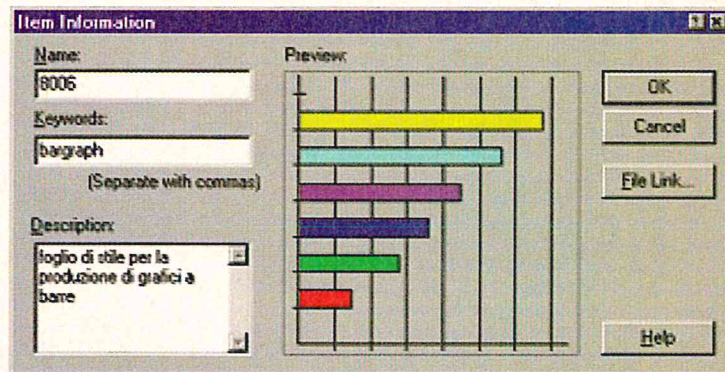 Item Information
Name:
8006
Keywords:
bargraph
(Separate with commas)
Description:
foglio di stile per la
produzione di grafici a
barre
Preview:
OK
Cancel
File Link...
Help